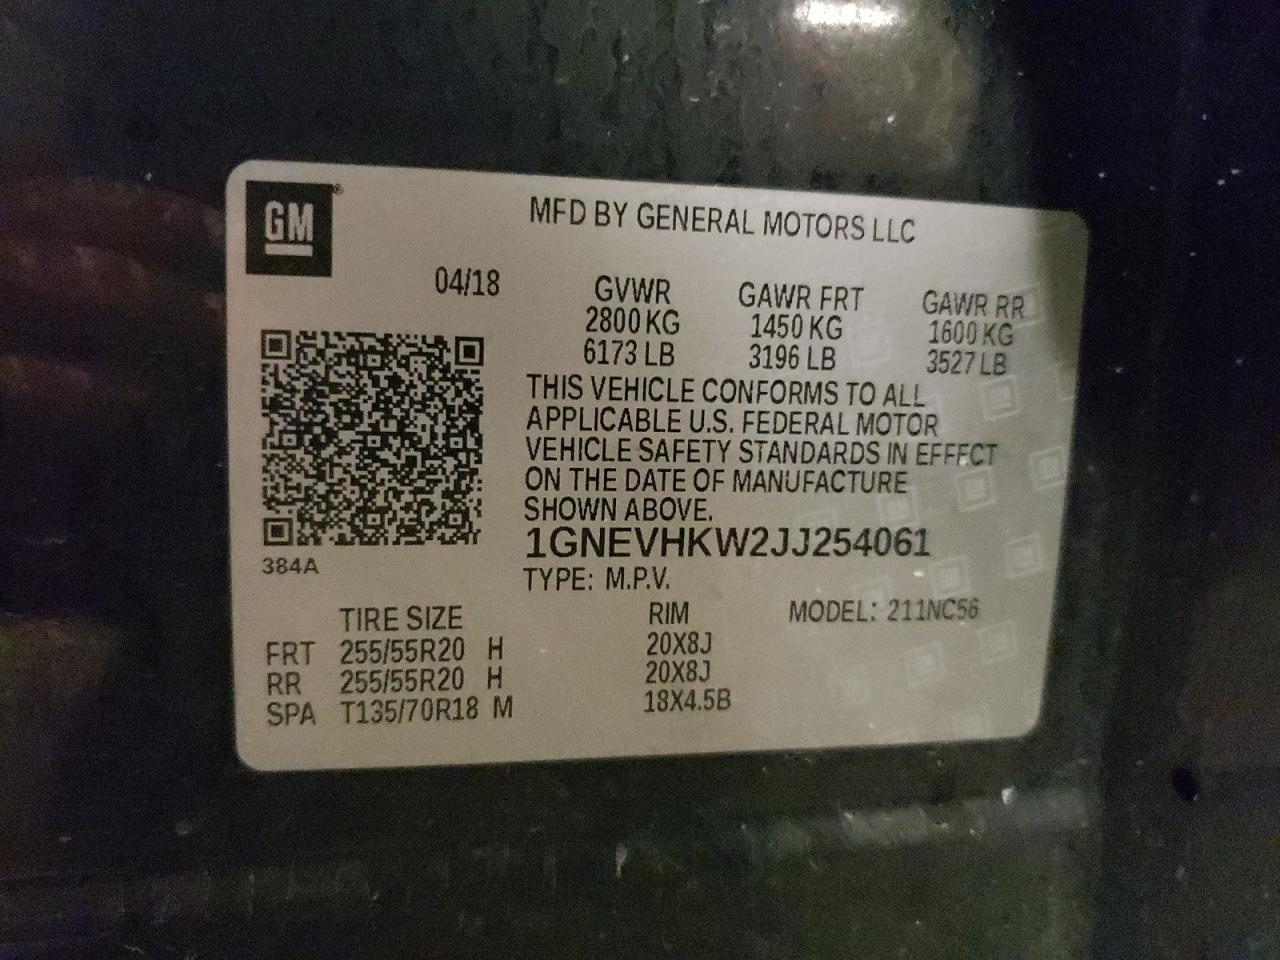 GM
MFD BY GENERAL MOTORS LLC
04/18
GVWR GAWR FRT GAWR RR
2800 KG 1450 KG 1600 KG
6173 LB 3196 LB 3527 LB
THIS VEHICLE CONFORMS TO ALL
APPLICABLE U.S. FEDERAL MOTOR
VEHICLE SAFETY STANDARDS IN EFFECT
ON THE DATE OF MANUFACTURE
SHOWN ABOVE.
1GNEVHKW2JJ254061
384A
TYPE: M.P.V.
TIRE SIZE RIM MODEL: 211NC56
FRT 255/55R20 H 20X8J
RR 255/55R20 H 20X8J
SPA T135/70R18 M 18X4.5B